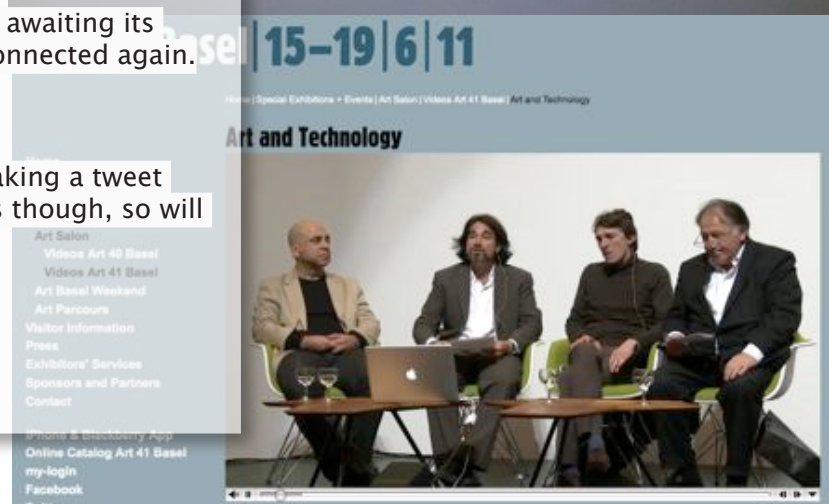 awaiting its
onnected again.
aking a tweet
s though, so will
Basel|15–19|6|11
Home | Special Exhibitions + Events | Art Salon | Videos Art 41 Basel | Art and Technology
Art and Technology
Home
Art Salon
Videos Art 40 Basel
Videos Art 41 Basel
Art Basel Weekend
Art Parcours
Visitor Information
Press
Exhibitors' Services
Sponsors and Partners
Contact
iPhone & Blackberry App
Online Catalog Art 41 Basel
my-login
Facebook